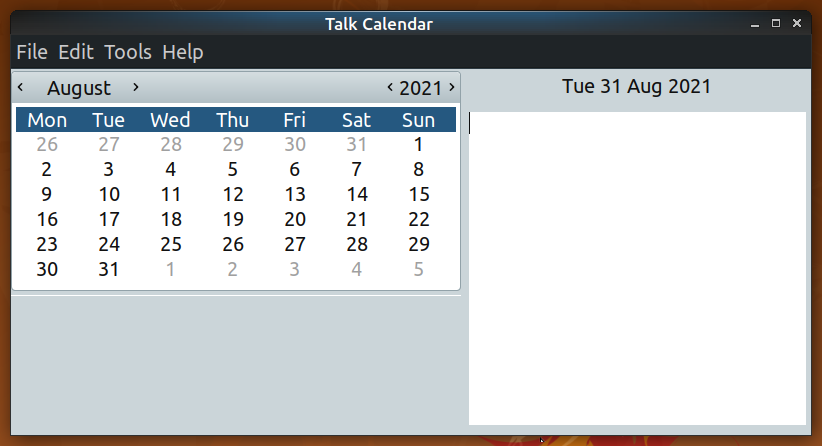 Talk Calendar
File Edit Tools Help
‹ August › ‹ 2021 ›
Mon Tue Wed Thu Fri Sat Sun
26 27 28 29 30 31 1
2 3 4 5 6 7 8
9 10 11 12 13 14 15
16 17 18 19 20 21 22
23 24 25 26 27 28 29
30 31 1 2 3 4 5
Tue 31 Aug 2021